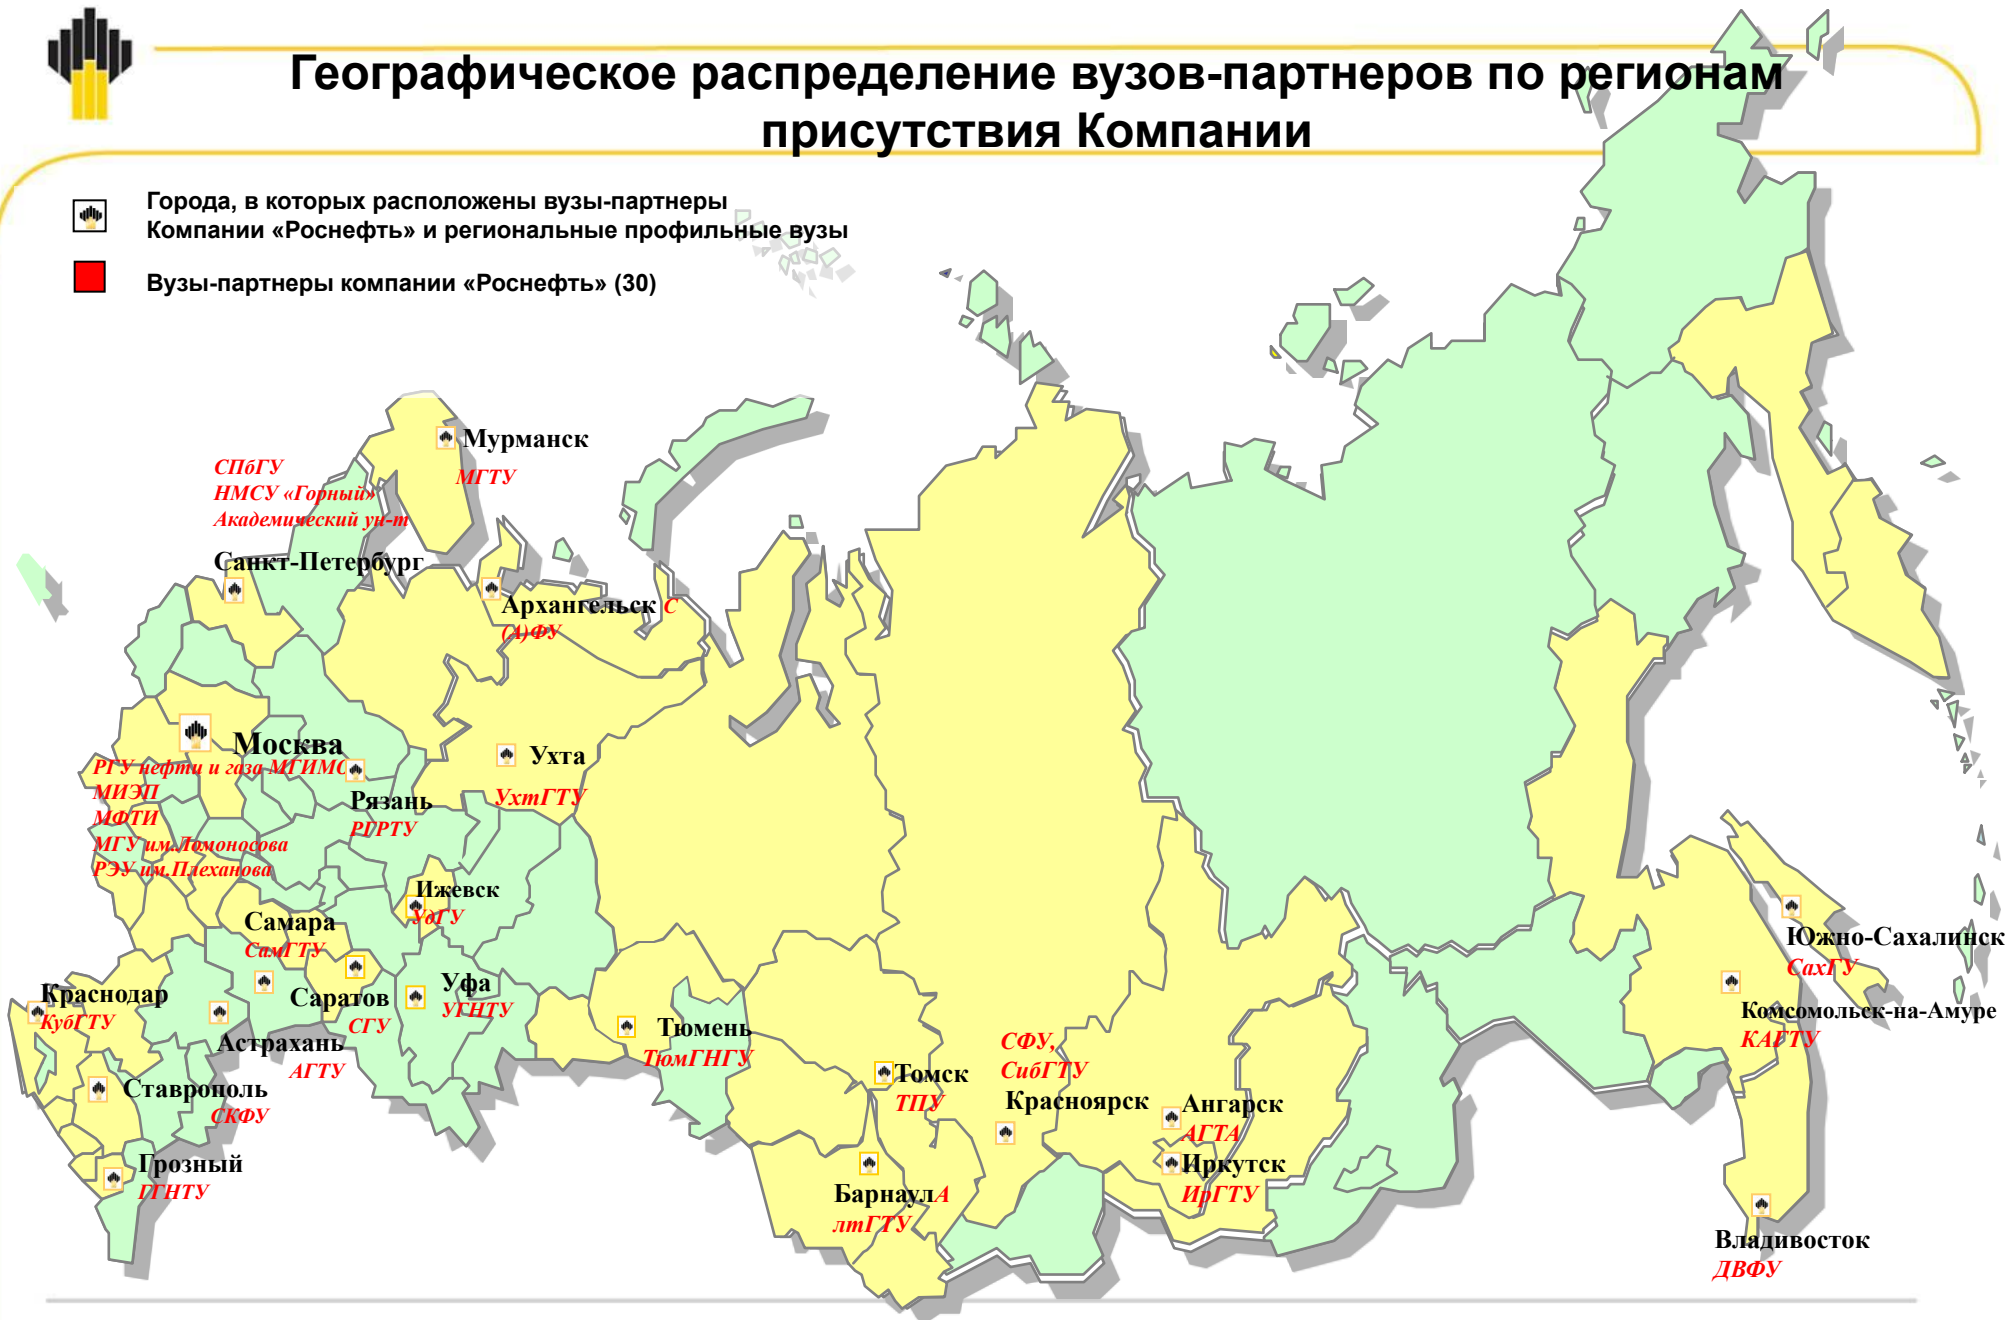 Географическое распределение вузов-партнеров по регионам
присутствия Компании
Города, в которых расположены вузы-партнеры
Компании «Роснефть» и региональные профильные вузы
Вузы-партнеры компании «Роснефть» (30)
Мурманск
МГТУ
СПбГУ
НМСУ «Горный»
Академический ун-т
Санкт-Петербург
Архангельск С
(А)ФУ
Москва
РГУ нефти и газа МГИМО
МИЭП
МФТИ
МГУ им.Ломоносова
РЭУ им.Плеханова
Ухта
УхтГТУ
Рязань
РГРТУ
Ижевск
УдГУ
Самара
СамГТУ
Саратов
СГУ
Уфа
УГНТУ
Краснодар
КубГТУ
Астрахань
АГТУ
Ставрополь
СКФУ
Грозный
ГГНТУ
Тюмень
ТюмГНГУ
Томск
ТПУ
БарнаулА
лтГТУ
СФУ,
СибГТУ
Красноярск
Ангарск
АГТА
Иркутск
ИрГТУ
Южно-Сахалинск
СахГУ
Комсомольск-на-Амуре
КАГТУ
Владивосток
ДВФУ